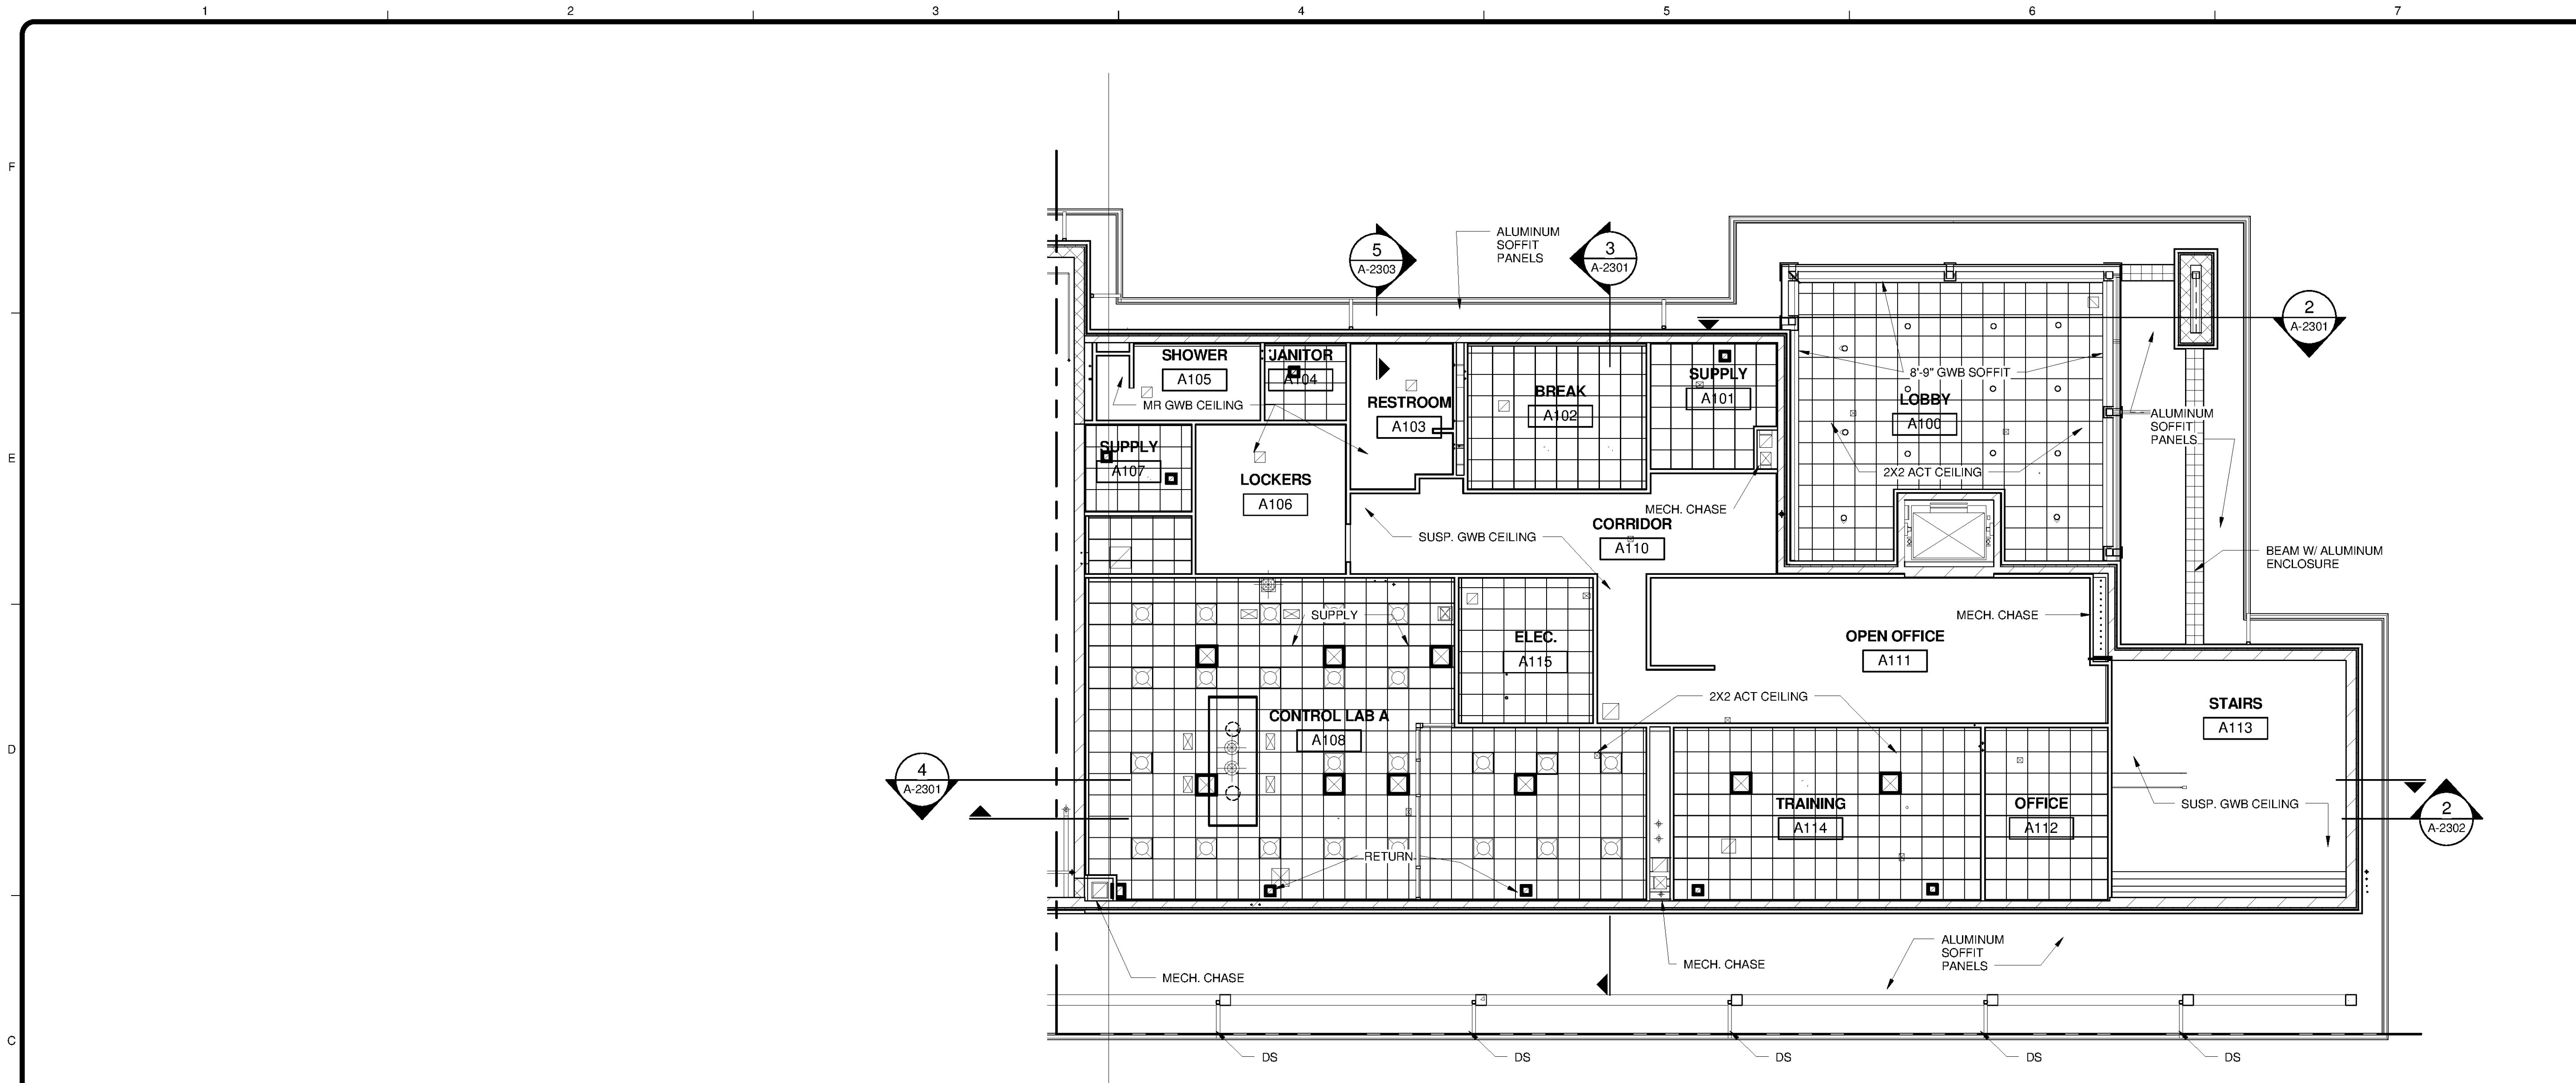 1 2 3 4 5 6 7
F
E
D
C
5
A-2303
ALUMINUM
SOFFIT
PANELS
3
A-2301
2
A-2301
SHOWER
A105
JANITOR
A104
MR GWB CEILING
RESTROOM
A103
BREAK
A102
SUPPLY
A101
8'-9" GWB SOFFIT
LOBBY
A100
2X2 ACT CEILING
ALUMINUM
SOFFIT
PANELS
SUPPLY
A107
LOCKERS
A106
MECH. CHASE
CORRIDOR
A110
SUSP. GWB CEILING
BEAM W/ ALUMINUM
ENCLOSURE
SUPPLY
ELEC.
A115
MECH. CHASE
OPEN OFFICE
A111
2X2 ACT CEILING
STAIRS
A113
CONTROL LAB A
A108
4
A-2301
TRAINING
A114
OFFICE
A112
SUSP. GWB CEILING
2
A-2302
RETURN
MECH. CHASE
MECH. CHASE
ALUMINUM
SOFFIT
PANELS
DS
DS
DS
DS
DS